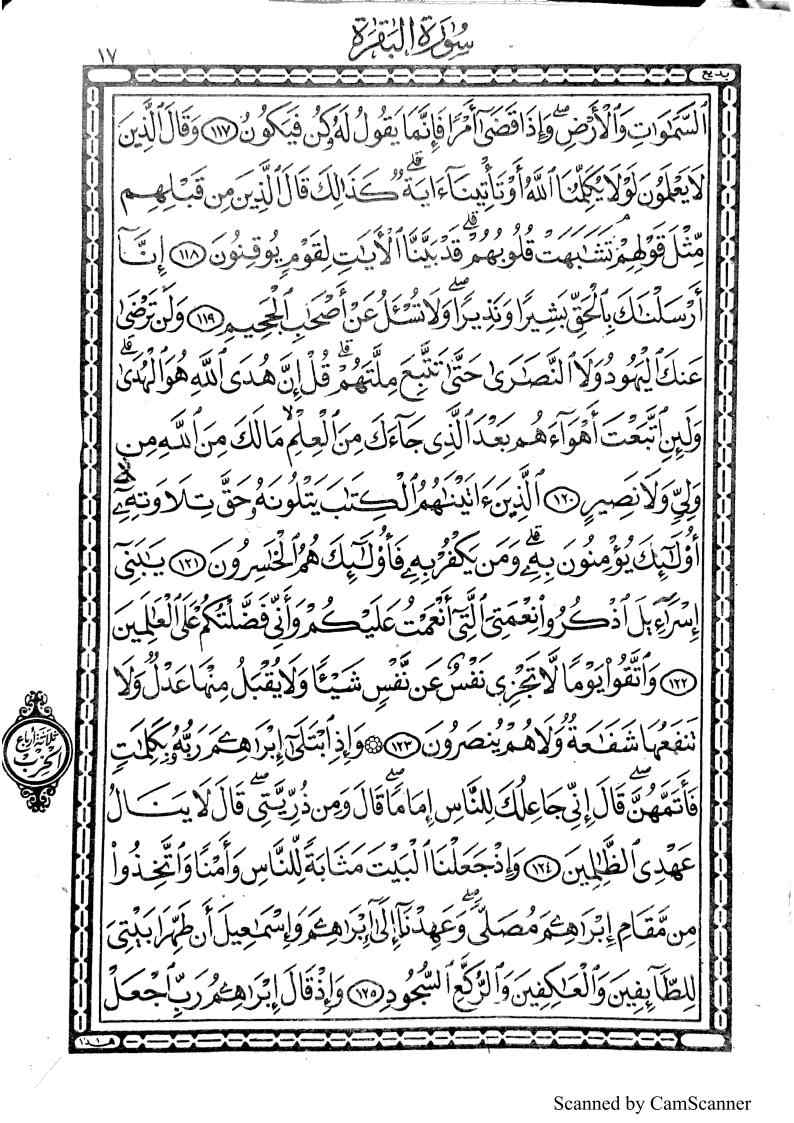 سُورَةُ الْبَقَرَةِ
١٧
بديع
السَّمَٰوَٰتِ وَالْأَرْضِ ۖ وَإِذَا قَضَىٰٓ أَمْرًا فَإِنَّمَا يَقُولُ لَهُۥ كُن فَيَكُونُ ١١٧ وَقَالَ الَّذِينَ
لَا يَعْلَمُونَ لَوْلَا يُكَلِّمُنَا اللَّهُ أَوْ تَأْتِينَآ ءَايَةٌ ۗ كَذَٰلِكَ قَالَ الَّذِينَ مِن قَبْلِهِم
مِّثْلَ قَوْلِهِمْ ۘ تَشَٰبَهَتْ قُلُوبُهُمْ ۗ قَدْ بَيَّنَّا الْأٓيَٰتِ لِقَوْمٍ يُوقِنُونَ ١١٨ إِنَّآ
أَرْسَلْنَٰكَ بِالْحَقِّ بَشِيرًا وَنَذِيرًا ۖ وَلَا تُسْـَٔلُ عَنْ أَصْحَٰبِ الْجَحِيمِ ١١٩ وَلَن تَرْضَىٰ
عَنكَ الْيَهُودُ وَلَا النَّصَٰرَىٰ حَتَّىٰ تَتَّبِعَ مِلَّتَهُمْ ۗ قُلْ إِنَّ هُدَى اللَّهِ هُوَ الْهُدَىٰ ۗ
وَلَئِنِ اتَّبَعْتَ أَهْوَآءَهُم بَعْدَ الَّذِى جَآءَكَ مِنَ الْعِلْمِ ۙ مَا لَكَ مِنَ اللَّهِ مِن
وَلِىٍّ وَلَا نَصِيرٍ ١٢٠ الَّذِينَ ءَاتَيْنَٰهُمُ الْكِتَٰبَ يَتْلُونَهُۥ حَقَّ تِلَاوَتِهِۦٓ
أُو۟لَٰٓئِكَ يُؤْمِنُونَ بِهِۦ ۗ وَمَن يَكْفُرْ بِهِۦ فَأُو۟لَٰٓئِكَ هُمُ الْخَٰسِرُونَ ١٢١ يَٰبَنِىٓ
إِسْرَٰٓءِيلَ اذْكُرُوا۟ نِعْمَتِىَ الَّتِىٓ أَنْعَمْتُ عَلَيْكُمْ وَأَنِّى فَضَّلْتُكُمْ عَلَى الْعَٰلَمِينَ
١٢٢ وَاتَّقُوا۟ يَوْمًا لَّا تَجْزِى نَفْسٌ عَن نَّفْسٍ شَيْـًٔا وَلَا يُقْبَلُ مِنْهَا عَدْلٌ وَلَا
تَنفَعُهَا شَفَٰعَةٌ وَلَا هُمْ يُنصَرُونَ ١٢٣ ۞ وَإِذِ ابْتَلَىٰٓ إِبْرَٰهِۦمَ رَبُّهُۥ بِكَلِمَٰتٍ
ثلاثة أرباع
الحزب
فَأَتَمَّهُنَّ ۖ قَالَ إِنِّى جَاعِلُكَ لِلنَّاسِ إِمَامًا ۖ قَالَ وَمِن ذُرِّيَّتِى ۖ قَالَ لَا يَنَالُ
عَهْدِى الظَّٰلِمِينَ ١٢٤ وَإِذْ جَعَلْنَا الْبَيْتَ مَثَابَةً لِّلنَّاسِ وَأَمْنًا وَاتَّخِذُوا۟
مِن مَّقَامِ إِبْرَٰهِۦمَ مُصَلًّى ۖ وَعَهِدْنَآ إِلَىٰٓ إِبْرَٰهِۦمَ وَإِسْمَٰعِيلَ أَن طَهِّرَا بَيْتِىَ
لِلطَّآئِفِينَ وَالْعَٰكِفِينَ وَالرُّكَّعِ السُّجُودِ ١٢٥ وَإِذْ قَالَ إِبْرَٰهِۦمُ رَبِّ اجْعَلْ
هذا
Scanned by CamScanner